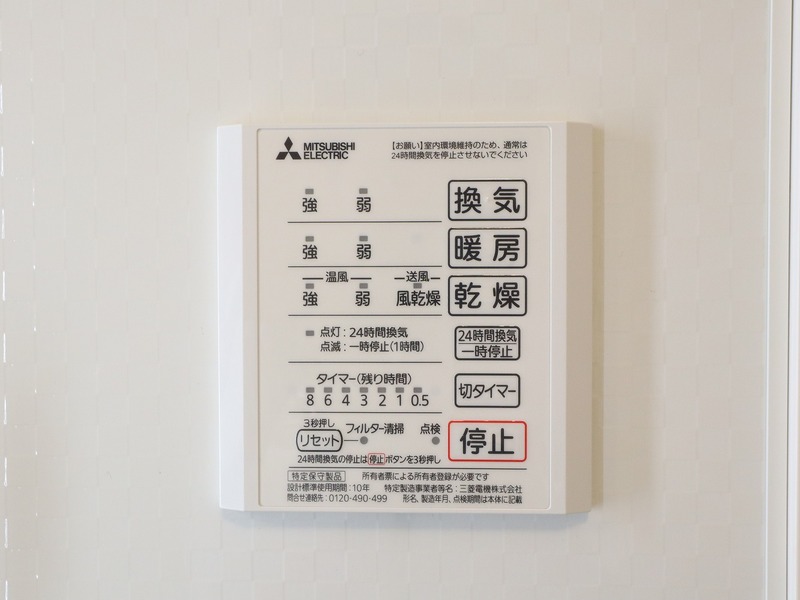 MITSUBISHI
ELECTRIC
【お願い】室内環境維持のため、通常は
24時間換気を停止させないでください
強 弱 換気
強 弱 暖房
温風 送風
強 弱 風乾燥 乾燥
点灯：24時間換気
点滅：一時停止(1時間)
24時間換気
一時停止
タイマー(残り時間)
8 6 4 3 2 1 0.5
切タイマー
3秒押し
リセット フィルター清掃 点検
停止
24時間換気の停止は停止ボタンを3秒押し
特定保守製品 所有者票による所有者登録が必要です
設計標準使用期間：10年 特定製造事業者等名：三菱電機株式会社
問合せ連絡先：0120-490-499 形名、製造年月、点検期間は本体に記載